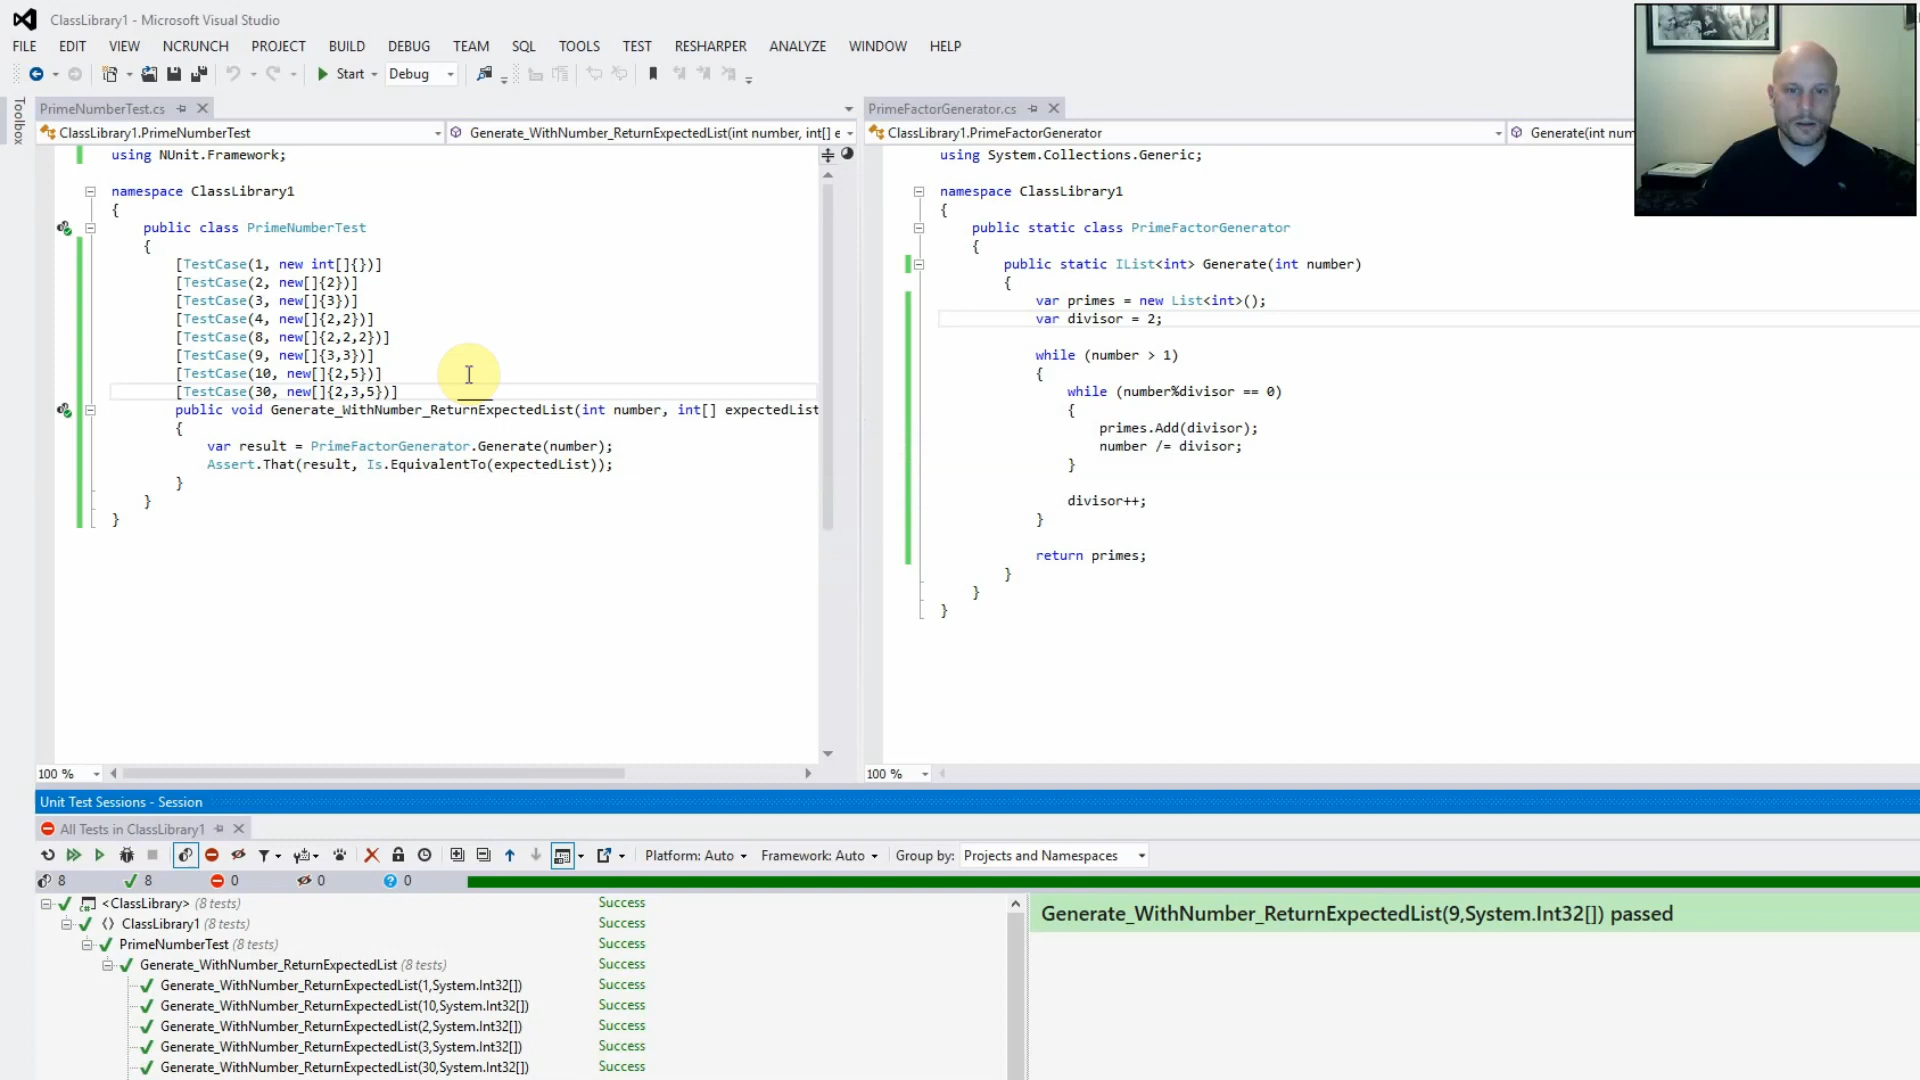 ClassLibrary1 - Microsoft Visual Studio
FILE EDIT VIEW NCRUNCH PROJECT BUILD DEBUG TEAM SQL TOOLS TEST RESHARPER ANALYZE WINDOW HELP
Start Debug
Toolbox
PrimeNumberTest.cs
ClassLibrary1.PrimeNumberTest Generate_WithNumber_ReturnExpectedList(int number, int[] e
using NUnit.Framework;
namespace ClassLibrary1
{
public class PrimeNumberTest
{
[TestCase(1, new int[]{})]
[TestCase(2, new[]{2})]
[TestCase(3, new[]{3})]
[TestCase(4, new[]{2,2})]
[TestCase(8, new[]{2,2,2})]
[TestCase(9, new[]{3,3})]
[TestCase(10, new[]{2,5})]
[TestCase(30, new[]{2,3,5})]
public void Generate_WithNumber_ReturnExpectedList(int number, int[] expectedList
{
var result = PrimeFactorGenerator.Generate(number);
Assert.That(result, Is.EquivalentTo(expectedList));
}
}
}
100 %
PrimeFactorGenerator.cs
ClassLibrary1.PrimeFactorGenerator Generate(int num
using System.Collections.Generic;
namespace ClassLibrary1
{
public static class PrimeFactorGenerator
{
public static IList<int> Generate(int number)
{
var primes = new List<int>();
var divisor = 2;
while (number > 1)
{
while (number%divisor == 0)
{
primes.Add(divisor);
number /= divisor;
}
divisor++;
}
return primes;
}
}
}
100 %
Unit Test Sessions - Session
All Tests in ClassLibrary1
Platform: Auto Framework: Auto Group by: Projects and Namespaces
8 8 0 0 0
<ClassLibrary> (8 tests) Success
ClassLibrary1 (8 tests) Success
PrimeNumberTest (8 tests) Success
Generate_WithNumber_ReturnExpectedList (8 tests) Success
Generate_WithNumber_ReturnExpectedList(1,System.Int32[]) Success
Generate_WithNumber_ReturnExpectedList(10,System.Int32[]) Success
Generate_WithNumber_ReturnExpectedList(2,System.Int32[]) Success
Generate_WithNumber_ReturnExpectedList(3,System.Int32[]) Success
Generate_WithNumber_ReturnExpectedList(30,System.Int32[]) Success
Generate_WithNumber_ReturnExpectedList(9,System.Int32[]) passed